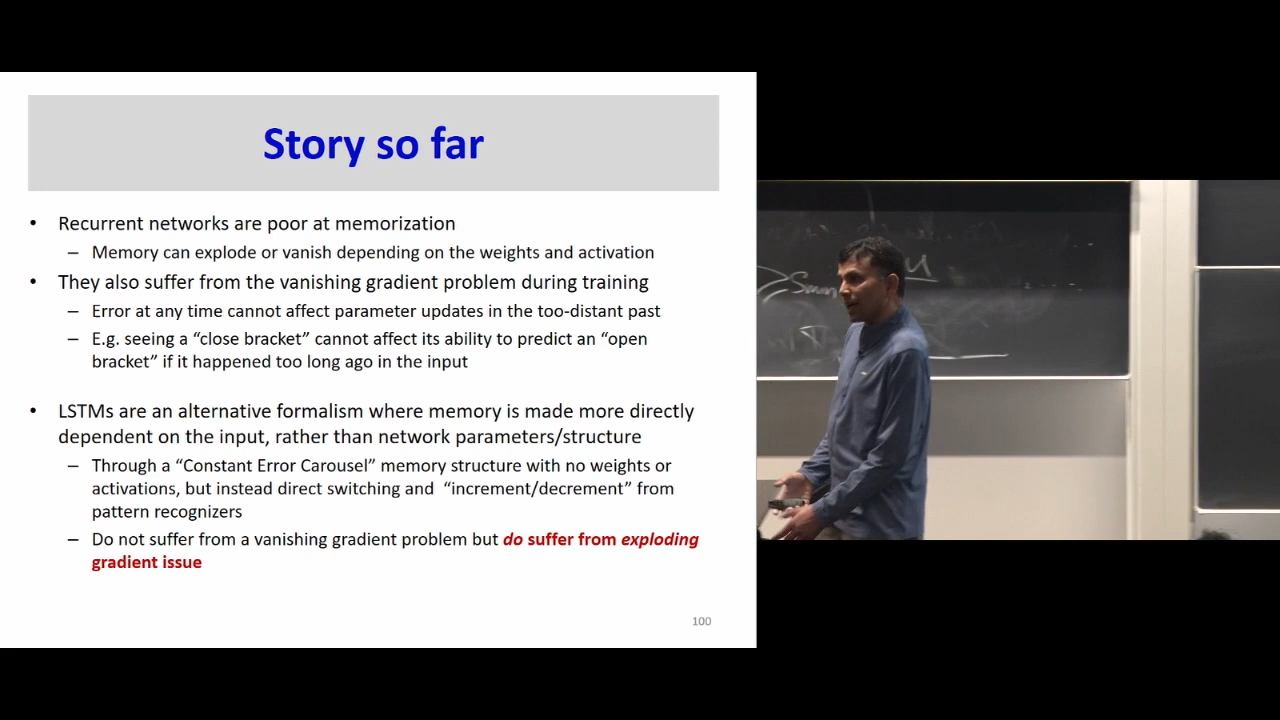 Story so far
• Recurrent networks are poor at memorization
– Memory can explode or vanish depending on the weights and activation
• They also suffer from the vanishing gradient problem during training
– Error at any time cannot affect parameter updates in the too-distant past
– E.g. seeing a “close bracket” cannot affect its ability to predict an “open
bracket” if it happened too long ago in the input
• LSTMs are an alternative formalism where memory is made more directly
dependent on the input, rather than network parameters/structure
– Through a “Constant Error Carousel” memory structure with no weights or
activations, but instead direct switching and “increment/decrement” from
pattern recognizers
– Do not suffer from a vanishing gradient problem but do suffer from exploding
gradient issue
100